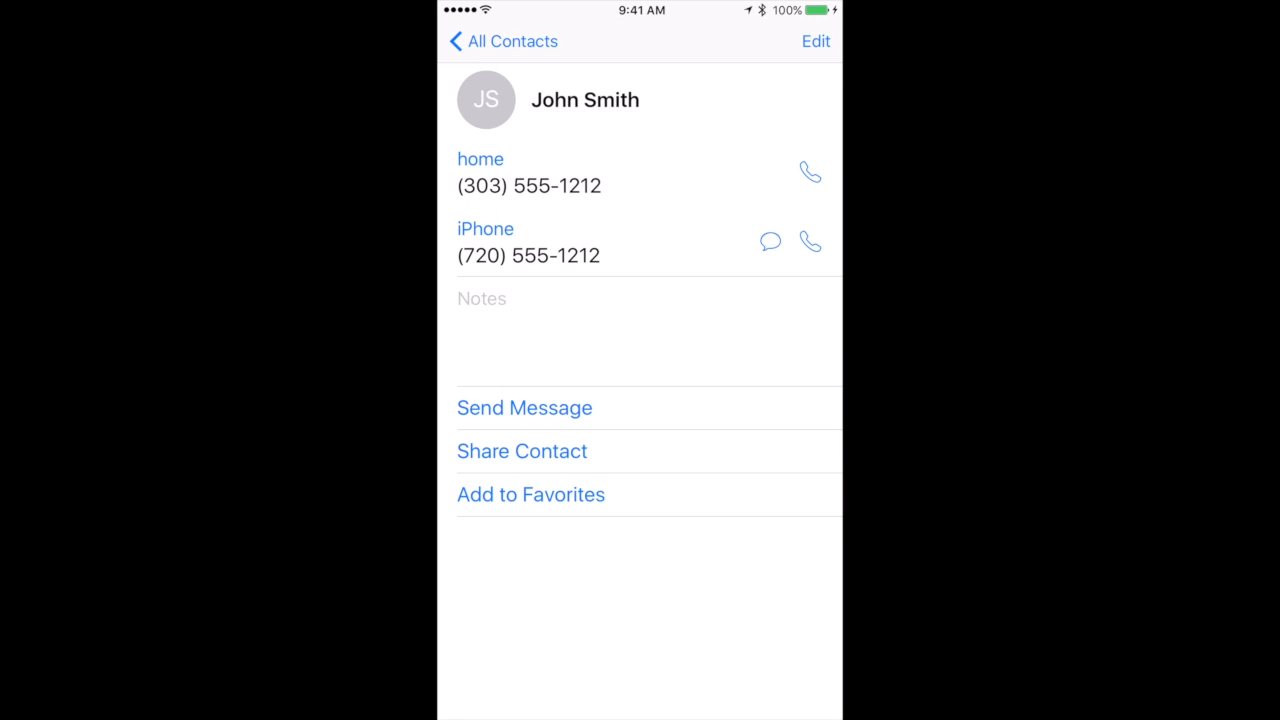 9:41 AM 100%
All Contacts Edit
JS John Smith
home
(303) 555-1212
iPhone
(720) 555-1212
Notes
Send Message
Share Contact
Add to Favorites